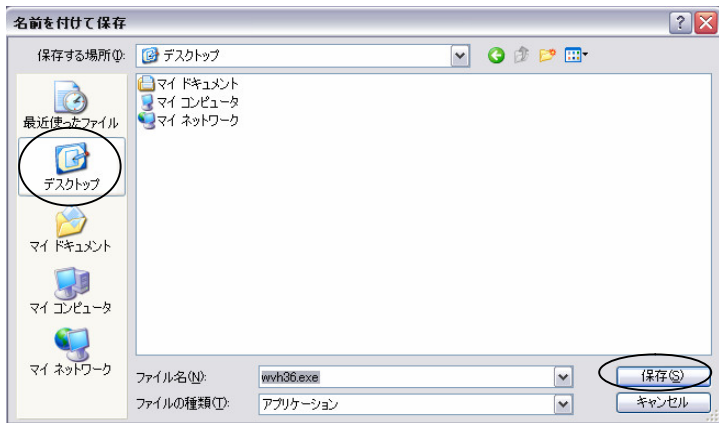 名前を付けて保存
保存する場所(I):
デスクトップ
最近使ったファイル
デスクトップ
マイ ドキュメント
マイ コンピュータ
マイ ネットワーク
マイ ドキュメント
マイ コンピュータ
マイ ネットワーク
ファイル名(N):
wvh36.exe
保存(S)
ファイルの種類(T):
アプリケーション
キャンセル